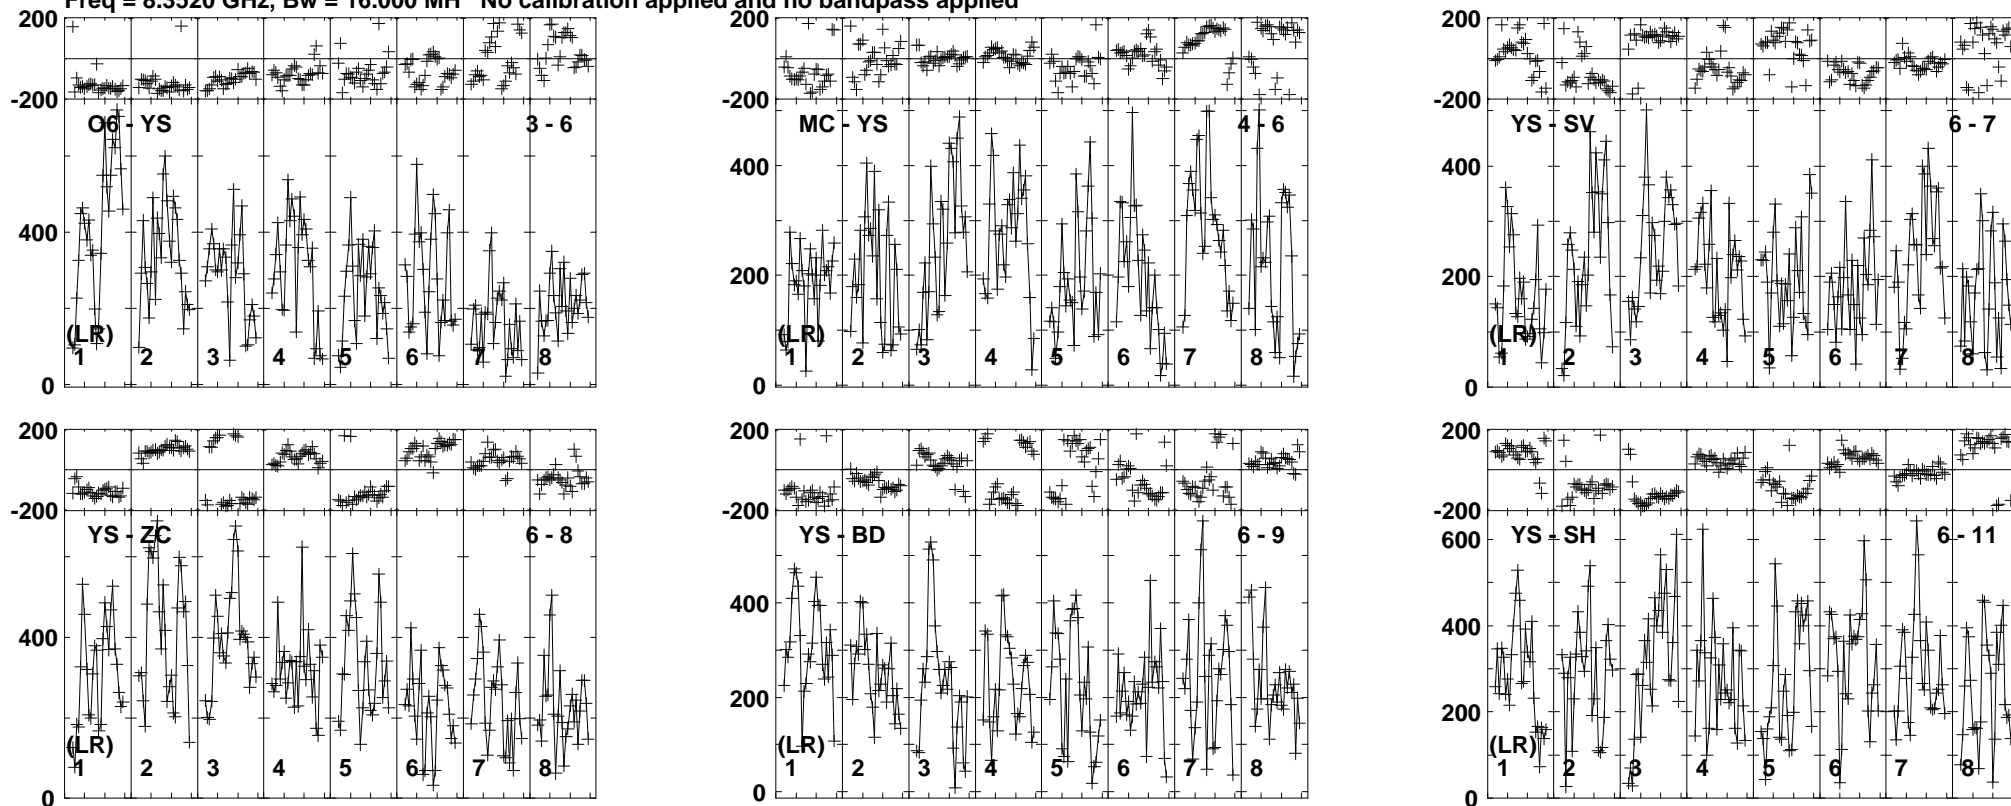 Freq = 8.3520 GHz, Bw = 16.000 MH No calibration applied and no bandpass applied
200
-200
O6 - YS 3 - 6
400
(LR)
1 2 3 4 5 6 7 8
0
200
-200
MC - YS 4 - 6
400
200
(LR)
1 2 3 4 5 6 7 8
0
200
-200
YS - SV 6 - 7
400
200
(LR)
1 2 3 4 5 6 7 8
0
200
-200
YS - ZC 6 - 8
400
(LR)
1 2 3 4 5 6 7 8
0
200
-200
YS - BD 6 - 9
400
200
(LR)
1 2 3 4 5 6 7 8
0
200
-200
600
YS - SH 6 - 11
400
200
(LR)
1 2 3 4 5 6 7 8
0